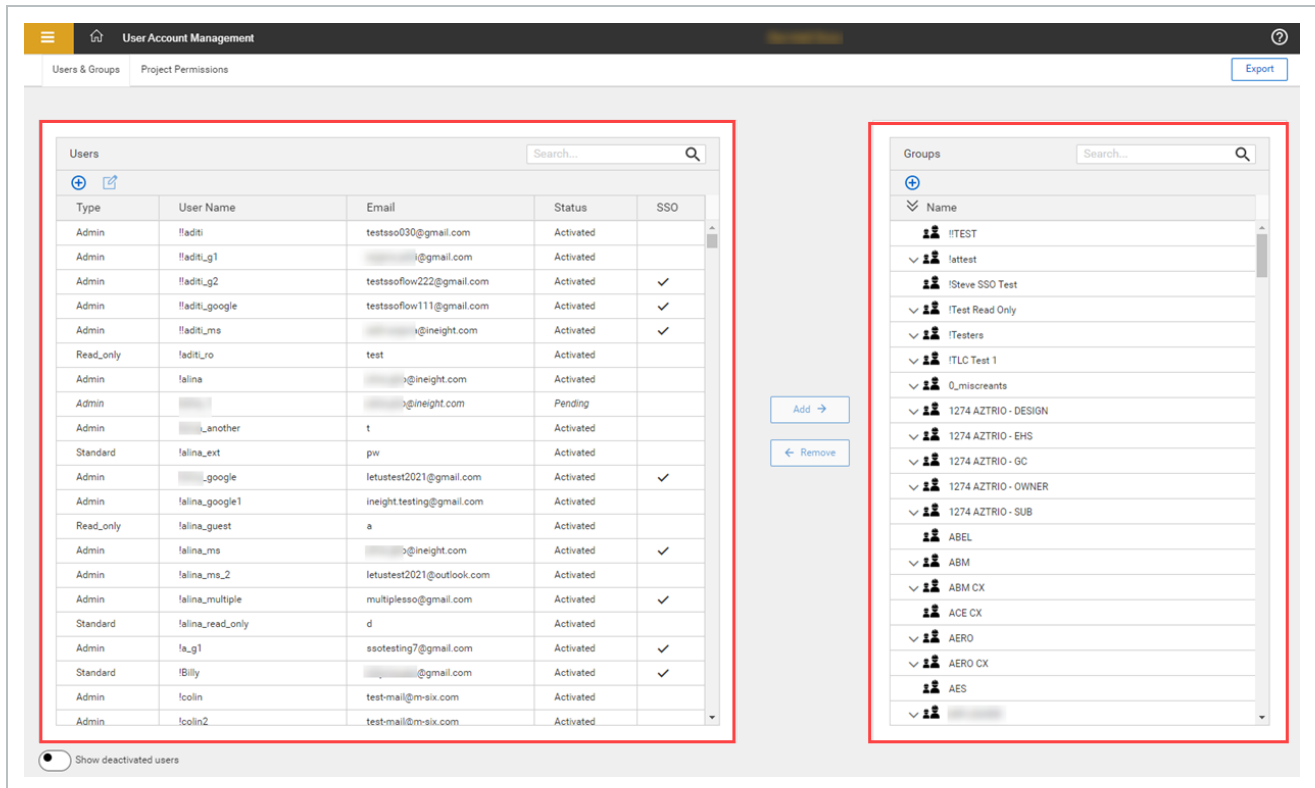 User Account Management
Users & Groups Project Permissions Export
Users Search...
Type User Name Email Status SSO
Admin !!aditi testsso030@gmail.com Activated
Admin !!aditi_g1 @gmail.com Activated
Admin !!aditi_g2 testssoflow222@gmail.com Activated
Admin !!aditi_google testssoflow111@gmail.com Activated
Admin !!aditi_ms @ineight.com Activated
Read_only !aditi_ro test Activated
Admin !alina @ineight.com Activated
Admin @ineight.com Pending
Admin _another t Activated
Standard !alina_ext pw Activated
Admin _google letustest2021@gmail.com Activated
Admin !alina_google1 ineight.testing@gmail.com Activated
Read_only !alina_guest a Activated
Admin !alina_ms @ineight.com Activated
Admin !alina_ms_2 letustest2021@outlook.com Activated
Admin !alina_multiple multiplesso@gmail.com Activated
Standard !alina_read_only d Activated
Admin !a_g1 ssotesting7@gmail.com Activated
Standard !Billy @gmail.com Activated
Admin !colin test-mail@m-six.com Activated
Admin !colin2 test-mail@m-six.com Activated
Show deactivated users
Add →
← Remove
Groups Search...
Name
!!TEST
!attest
!Steve SSO Test
!Test Read Only
!Testers
!TLC Test 1
0_miscreants
1274 AZTRIO - DESIGN
1274 AZTRIO - EHS
1274 AZTRIO - GC
1274 AZTRIO - OWNER
1274 AZTRIO - SUB
ABEL
ABM
ABM CX
ACE CX
AERO
AERO CX
AES